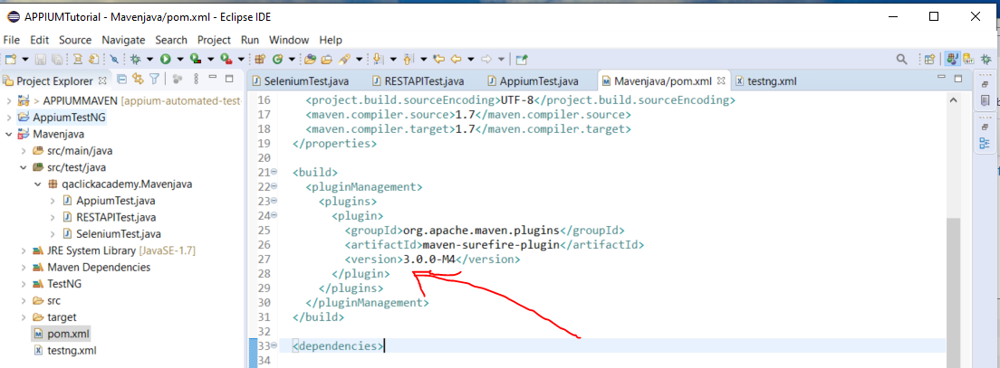 APPIUMTutorial - Mavenjava/pom.xml - Eclipse IDE
File Edit Source Navigate Search Project Run Window Help
Project Explorer
SeleniumTest.java RESTAPITest.java AppiumTest.java Mavenjava/pom.xml testng.xml
> APPIUMMAVEN [appium-automated-test-
AppiumTestNG
Mavenjava
src/main/java
src/test/java
qaclickacademy.Mavenjava
AppiumTest.java
RESTAPITest.java
SeleniumTest.java
JRE System Library [JavaSE-1.7]
Maven Dependencies
TestNG
src
target
pom.xml
testng.xml
16 <project.build.sourceEncoding>UTF-8</project.build.sourceEncoding>
17 <maven.compiler.source>1.7</maven.compiler.source>
18 <maven.compiler.target>1.7</maven.compiler.target>
19 </properties>
20
21 <build>
22 <pluginManagement>
23 <plugins>
24 <plugin>
25 <groupId>org.apache.maven.plugins</groupId>
26 <artifactId>maven-surefire-plugin</artifactId>
27 <version>3.0.0-M4</version>
28 </plugin>
29 </plugins>
30 </pluginManagement>
31 </build>
32
33 <dependencies>
34